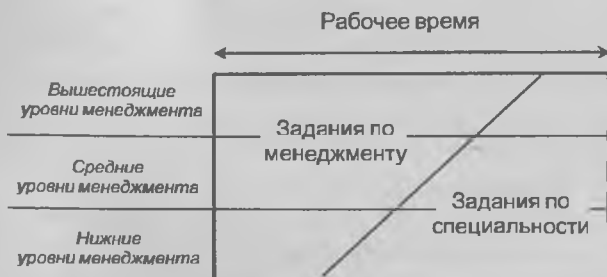 Рабочее время
Вышестоящие
уровни менеджмента
Задания по
менеджменту
Средние
уровни менеджмента
Задания по
специальности
Нижние
уровни менеджмента